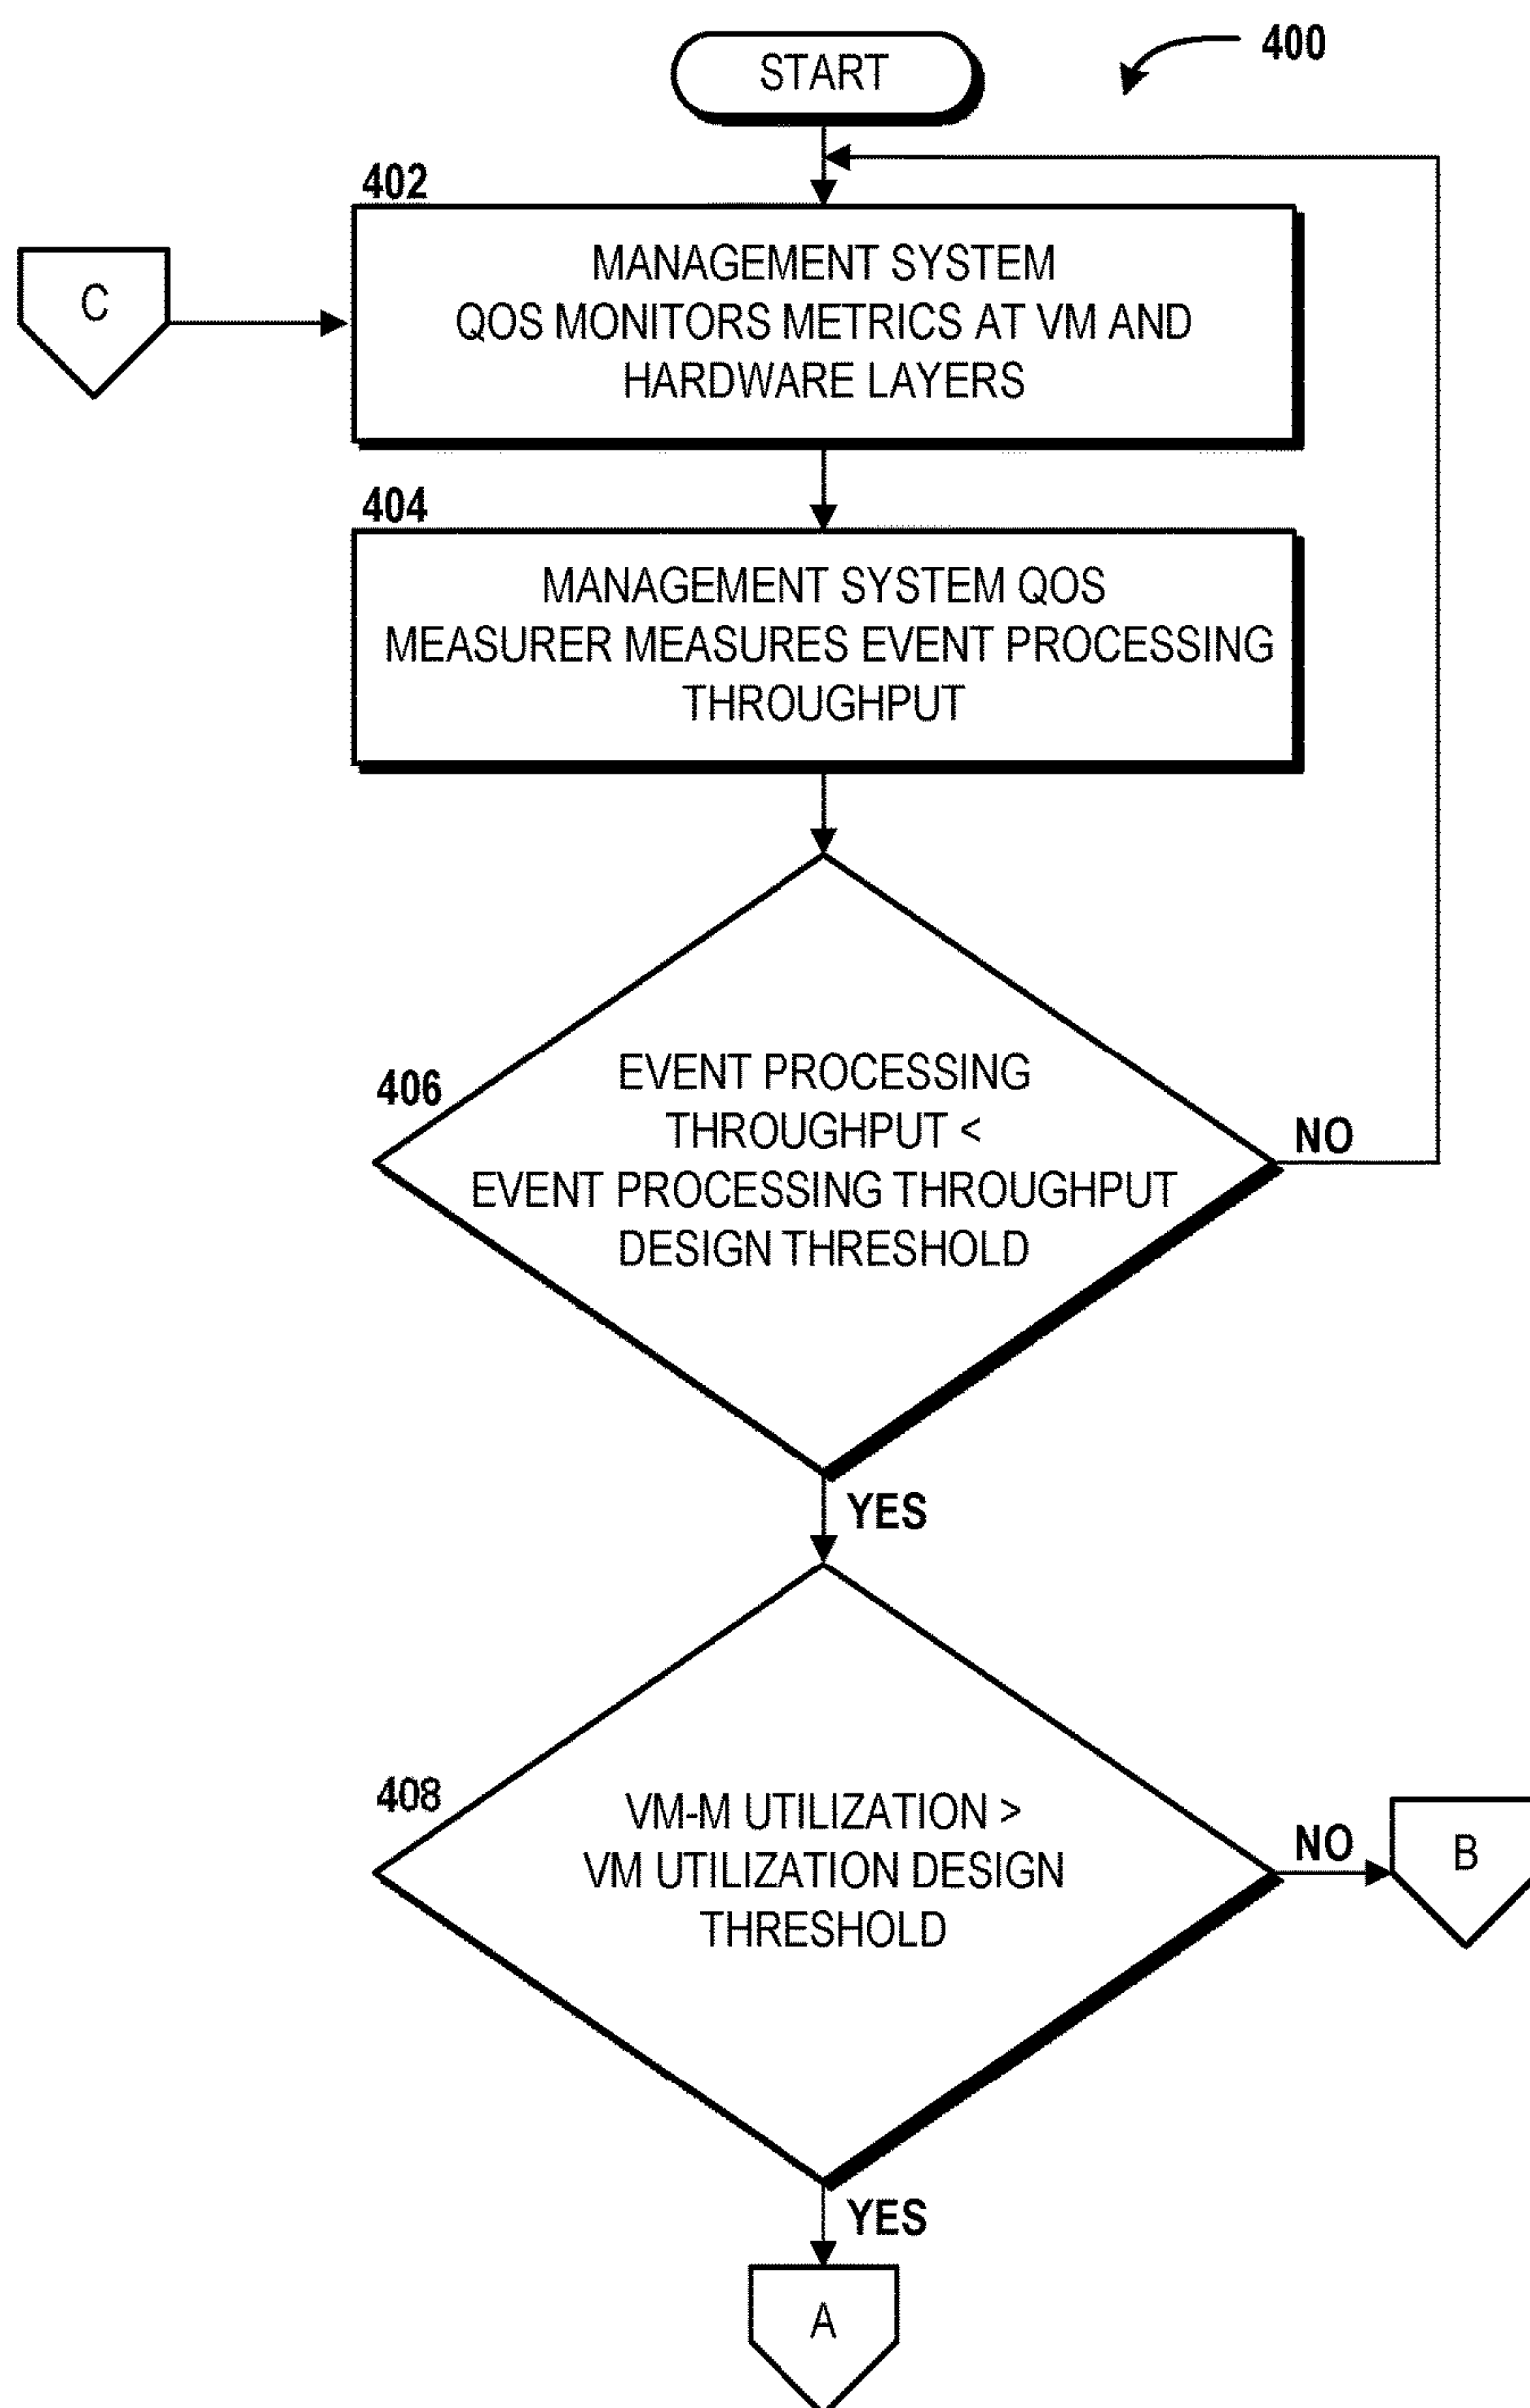 START
400
402
MANAGEMENT SYSTEM
QOS MONITORS METRICS AT VM AND
HARDWARE LAYERS
C
404
MANAGEMENT SYSTEM QOS
MEASURER MEASURES EVENT PROCESSING
THROUGHPUT
406
EVENT PROCESSING
THROUGHPUT <
EVENT PROCESSING THROUGHPUT
DESIGN THRESHOLD
NO
YES
408
VM-M UTILIZATION >
VM UTILIZATION DESIGN
THRESHOLD
NO
B
YES
A